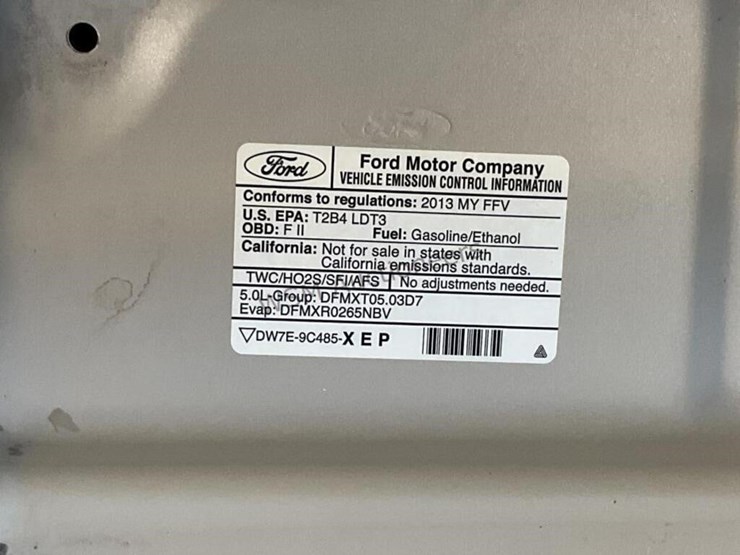 Ford
Ford Motor Company
VEHICLE EMISSION CONTROL INFORMATION
Conforms to regulations: 2013 MY FFV
U.S. EPA: T2B4 LDT3
OBD: F II Fuel: Gasoline/Ethanol
California: Not for sale in states with
California emissions standards.
TWC/HO2S/SFI/AFS No adjustments needed.
5.0L-Group: DFMXT05.03D7
Evap: DFMXR0265NBV
DW7E-9C485-X E P